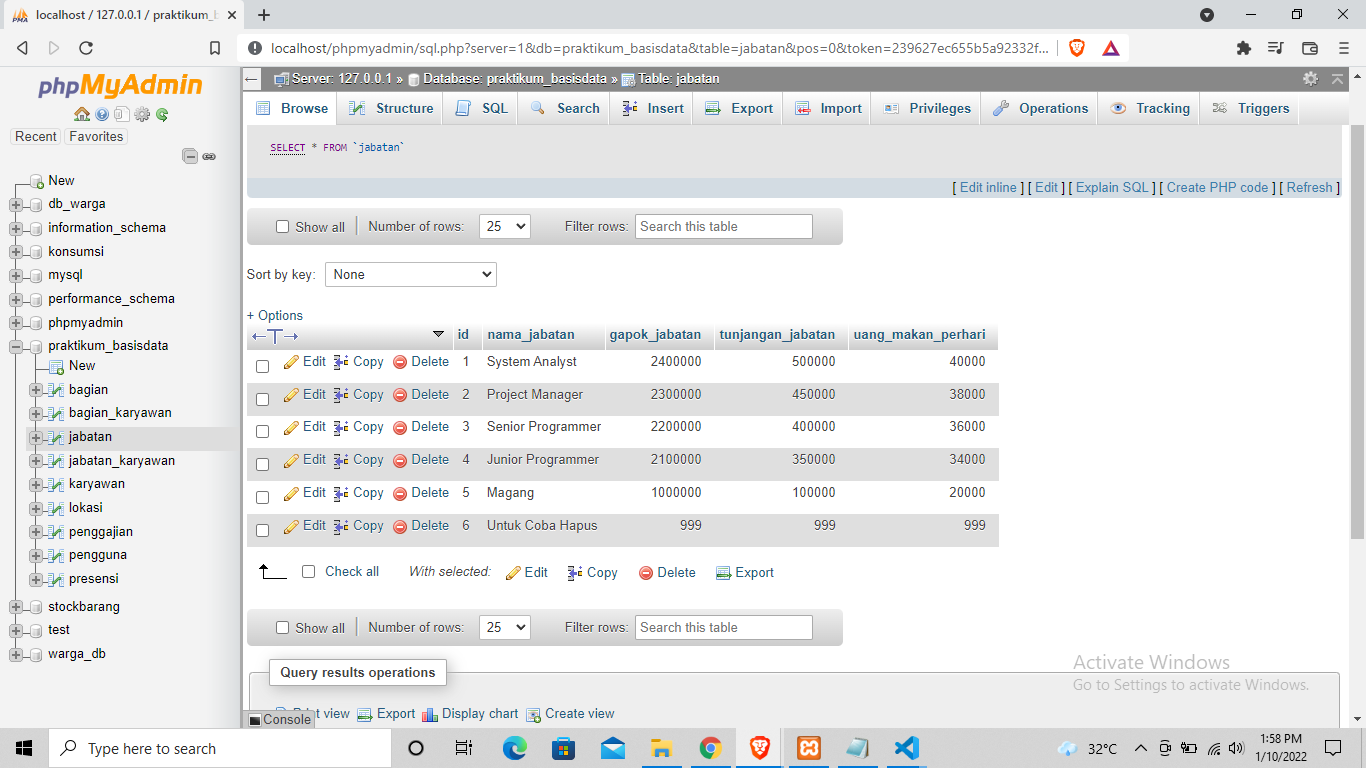 localhost / 127.0.0.1 / praktikum_b
localhost/phpmyadmin/sql.php?server=1&db=praktikum_basisdata&table=jabatan&pos=0&token=239627ec655b5a92332f...
phpMyAdmin
Recent Favorites
New
db_warga
information_schema
konsumsi
mysql
performance_schema
phpmyadmin
praktikum_basisdata
New
bagian
bagian_karyawan
jabatan
jabatan_karyawan
karyawan
lokasi
penggajian
pengguna
presensi
stockbarang
test
warga_db
Server: 127.0.0.1 » Database: praktikum_basisdata » Table: jabatan
Browse Structure SQL Search Insert Export Import Privileges Operations Tracking Triggers
SELECT * FROM `jabatan`
[ Edit inline ] [ Edit ] [ Explain SQL ] [ Create PHP code ] [ Refresh ]
Show all | Number of rows: 25 Filter rows: Search this table
Sort by key: None
+ Options
←T→ id nama_jabatan gapok_jabatan tunjangan_jabatan uang_makan_perhari
Edit Copy Delete 1 System Analyst 2400000 500000 40000
Edit Copy Delete 2 Project Manager 2300000 450000 38000
Edit Copy Delete 3 Senior Programmer 2200000 400000 36000
Edit Copy Delete 4 Junior Programmer 2100000 350000 34000
Edit Copy Delete 5 Magang 1000000 100000 20000
Edit Copy Delete 6 Untuk Coba Hapus 999 999 999
Check all With selected: Edit Copy Delete Export
Show all | Number of rows: 25 Filter rows: Search this table
Query results operations
Print view Export Display chart Create view
Console
Activate Windows
Go to Settings to activate Windows.
Type here to search
32°C
1:58 PM
1/10/2022